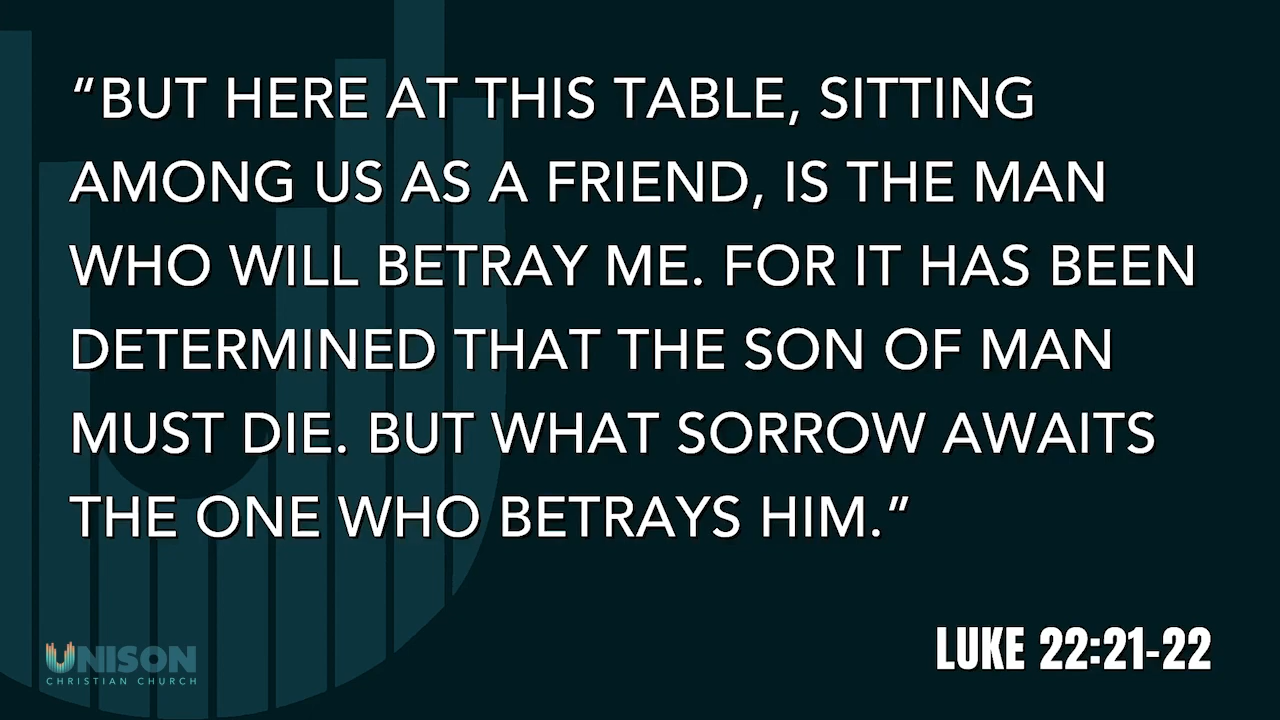 “BUT HERE AT THIS TABLE, SITTING
AMONG US AS A FRIEND, IS THE MAN
WHO WILL BETRAY ME. FOR IT HAS BEEN
DETERMINED THAT THE SON OF MAN
MUST DIE. BUT WHAT SORROW AWAITS
THE ONE WHO BETRAYS HIM.”
LUKE 22:21-22
UNISON
CHRISTIAN CHURCH